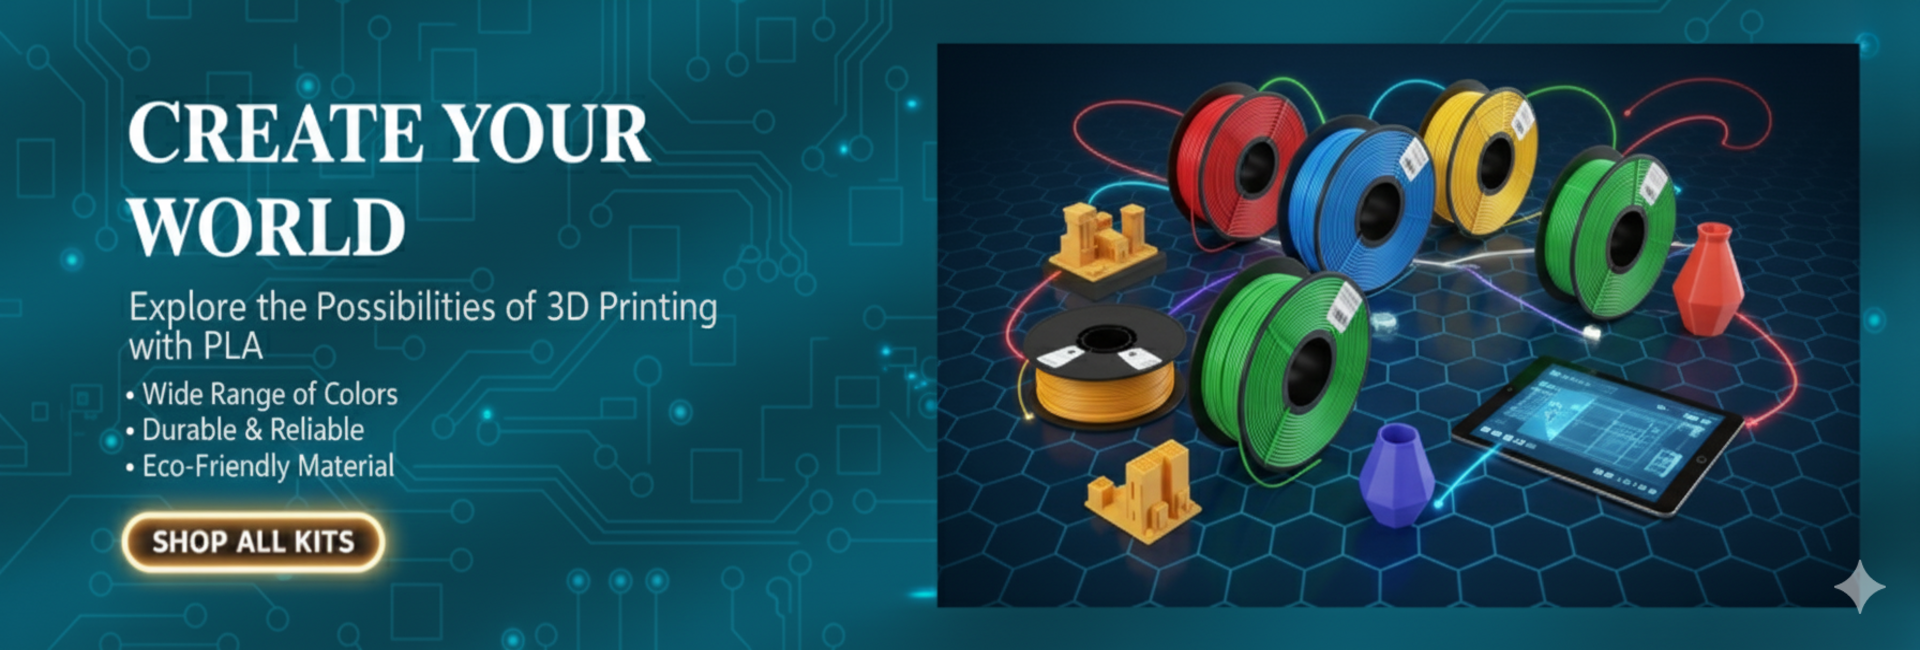 CREATE YOUR
WORLD
Explore the Possibilities of 3D Printing
with PLA
• Wide Range of Colors
• Durable & Reliable
• Eco-Friendly Material
SHOP ALL KITS